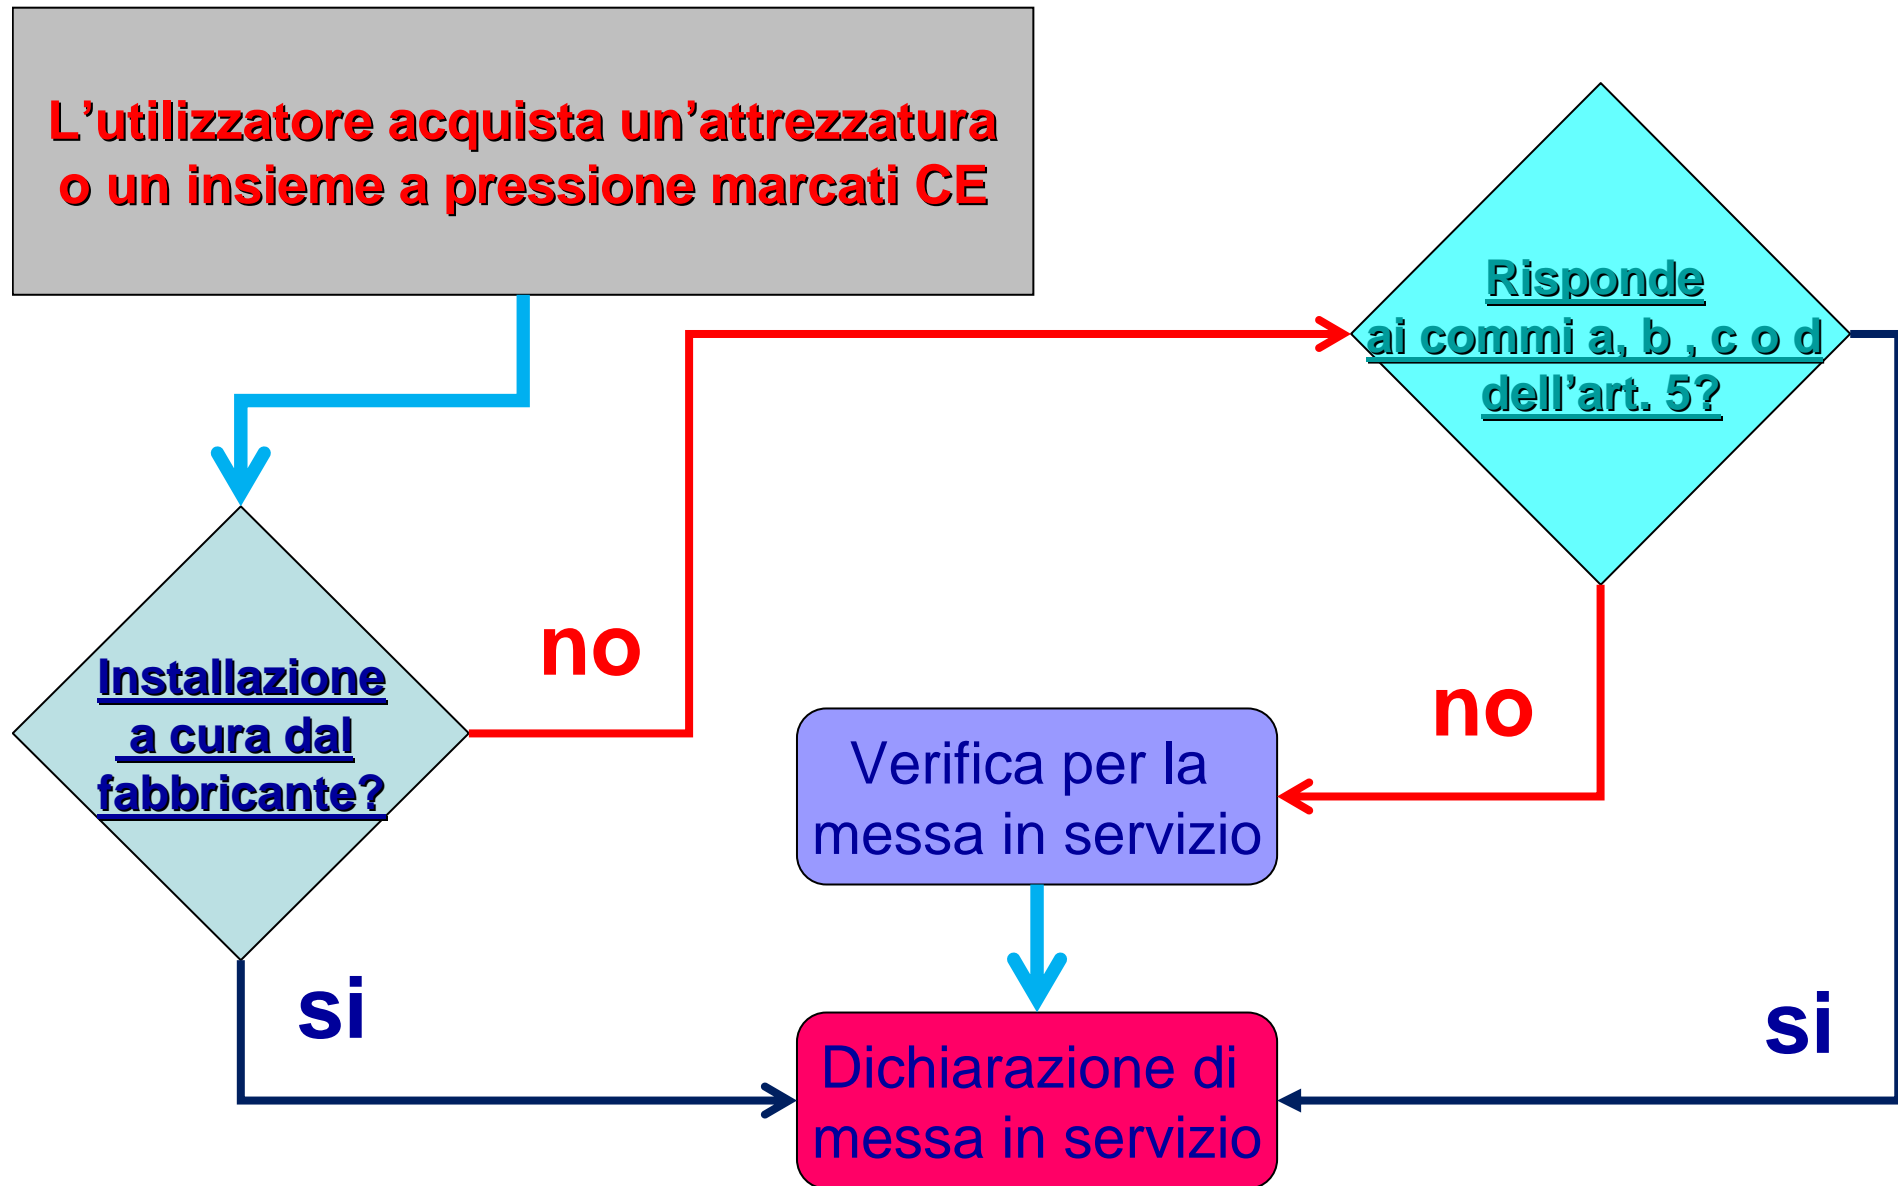 L’utilizzatore acquista un’attrezzatura
o un insieme a pressione marcati CE
Risponde
ai commi a, b , c o d
dell’art. 5?
no
Installazione
a cura dal
fabbricante?
no
Verifica per la
messa in servizio
si
si
Dichiarazione di
messa in servizio